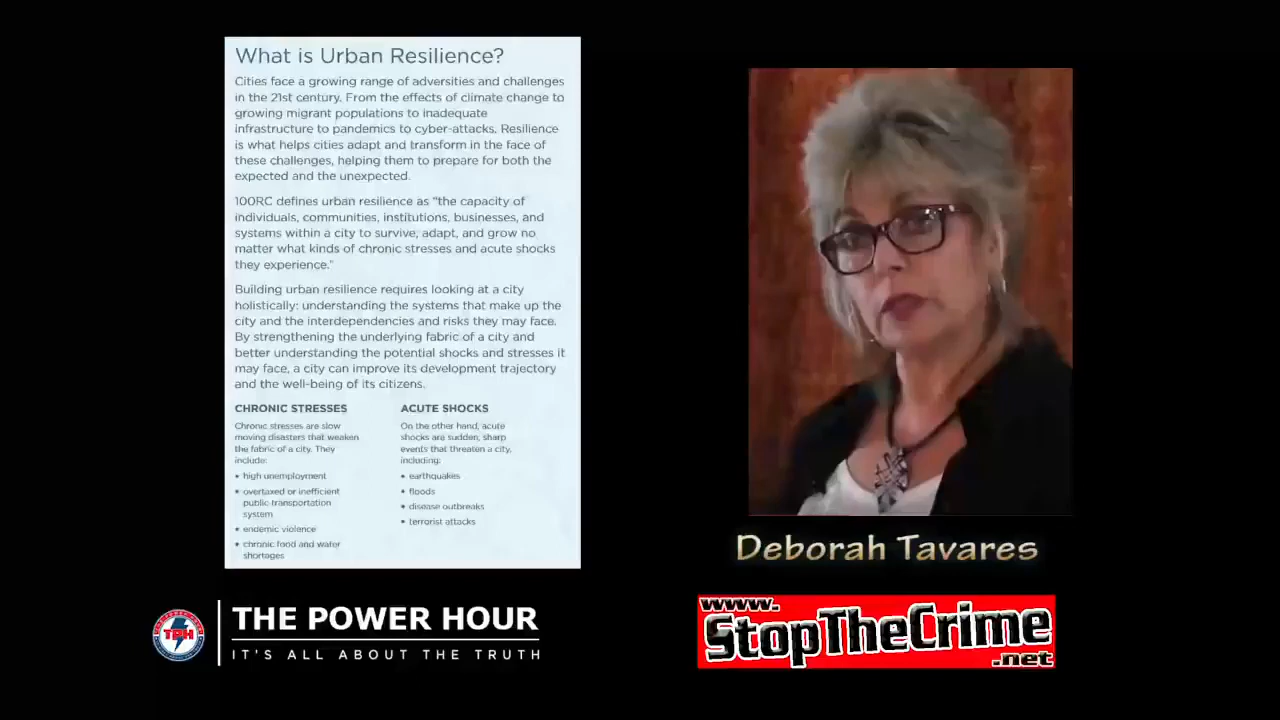 What is Urban Resilience?
Cities face a growing range of adversities and challenges
in the 21st century. From the effects of climate change to
growing migrant populations to inadequate
infrastructure to pandemics to cyber-attacks. Resilience
is what helps cities adapt and transform in the face of
these challenges, helping them to prepare for both the
expected and the unexpected.
100RC defines urban resilience as "the capacity of
individuals, communities, institutions, businesses, and
systems within a city to survive, adapt, and grow no
matter what kinds of chronic stresses and acute shocks
they experience."
Building urban resilience requires looking at a city
holistically: understanding the systems that make up the
city and the interdependencies and risks they may face.
By strengthening the underlying fabric of a city and
better understanding the potential shocks and stresses it
may face, a city can improve its development trajectory
and the well-being of its citizens.
CHRONIC STRESSES
Chronic stresses are slow
moving disasters that weaken
the fabric of a city. They
include:
• high unemployment
• overtaxed or inefficient
public transportation
system
• endemic violence
• chronic food and water
shortages
ACUTE SHOCKS
On the other hand, acute
shocks are sudden, sharp
events that threaten a city,
including:
• earthquakes
• floods
• disease outbreaks
• terrorist attacks
Deborah Tavares
TPH
THE POWER HOUR
IT'S ALL ABOUT THE TRUTH
www.
StopTheCrime
.net